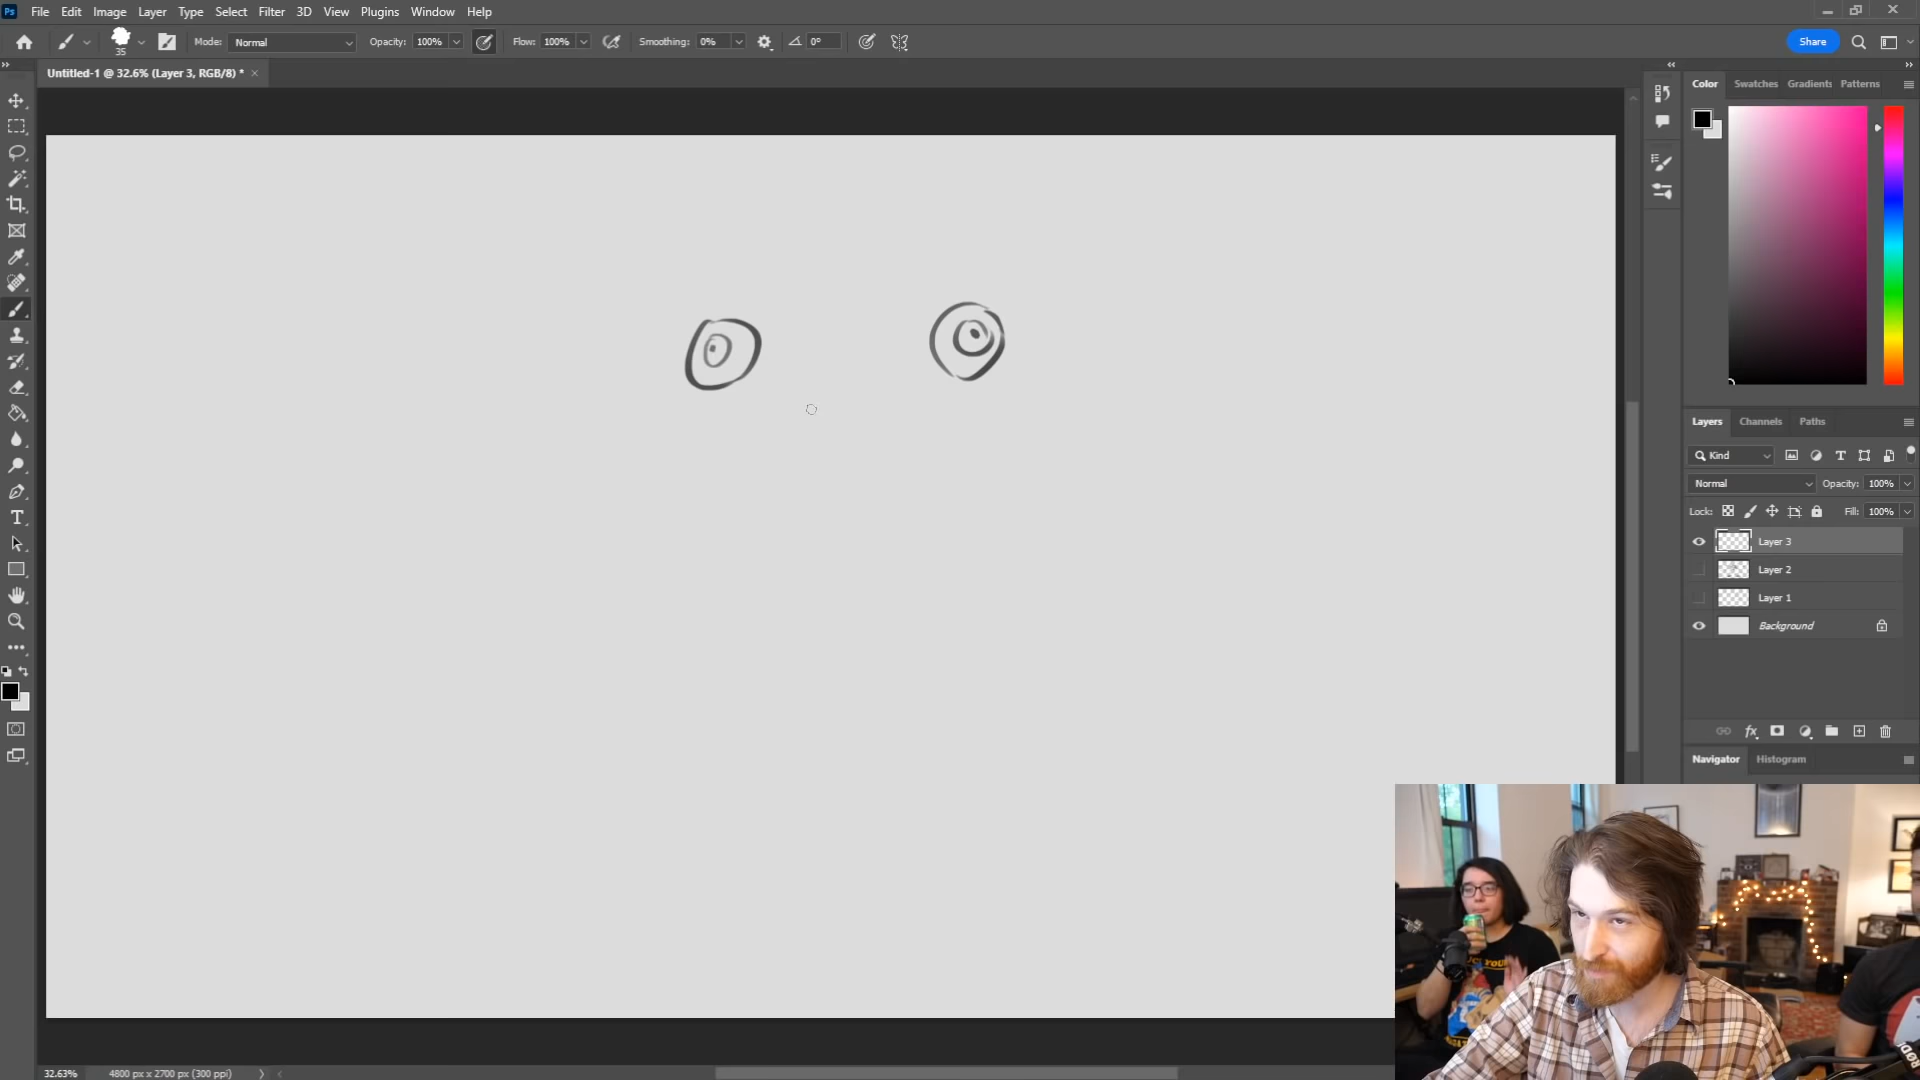 Ps File Edit Image Layer Type Select Filter 3D View Plugins Window Help
35 Mode: Normal Opacity: 100% Flow: 100% Smoothing: 0% 0° Share
Untitled-1 @ 32.6% (Layer 3, RGB/8) *
Color Swatches Gradients Patterns
Layers Channels Paths
Kind
Normal Opacity: 100%
Lock: Fill: 100%
Layer 3
Layer 2
Layer 1
Background
Navigator Histogram
32.63% 4800 px x 2700 px (300 ppi)